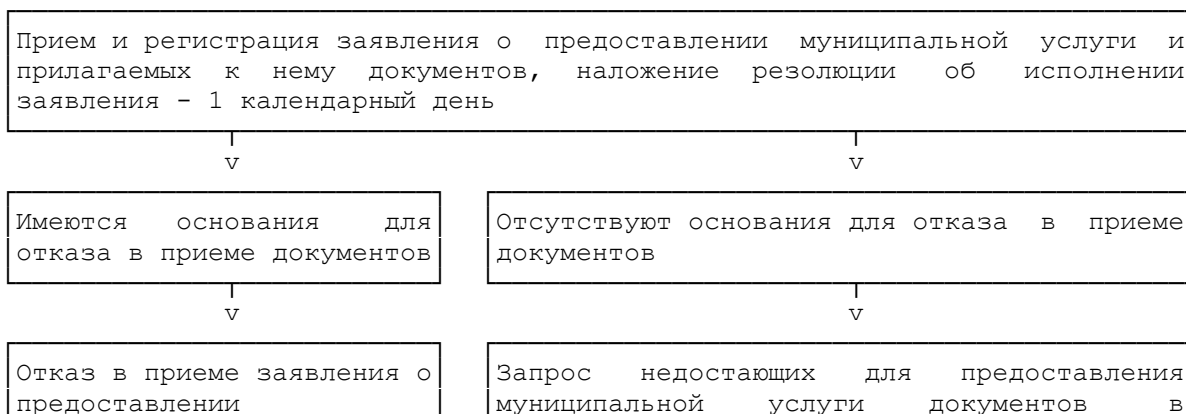 Прием и регистрация заявления о предоставлении муниципальной услуги и
прилагаемых к нему документов, наложение резолюции об исполнении
заявления - 1 календарный день
v v
Имеются основания для
отказа в приеме документов
Отсутствуют основания для отказа в приеме
документов
v v
Отказ в приеме заявления о
предоставлении
Запрос недостающих для предоставления
муниципальной услуги документов в